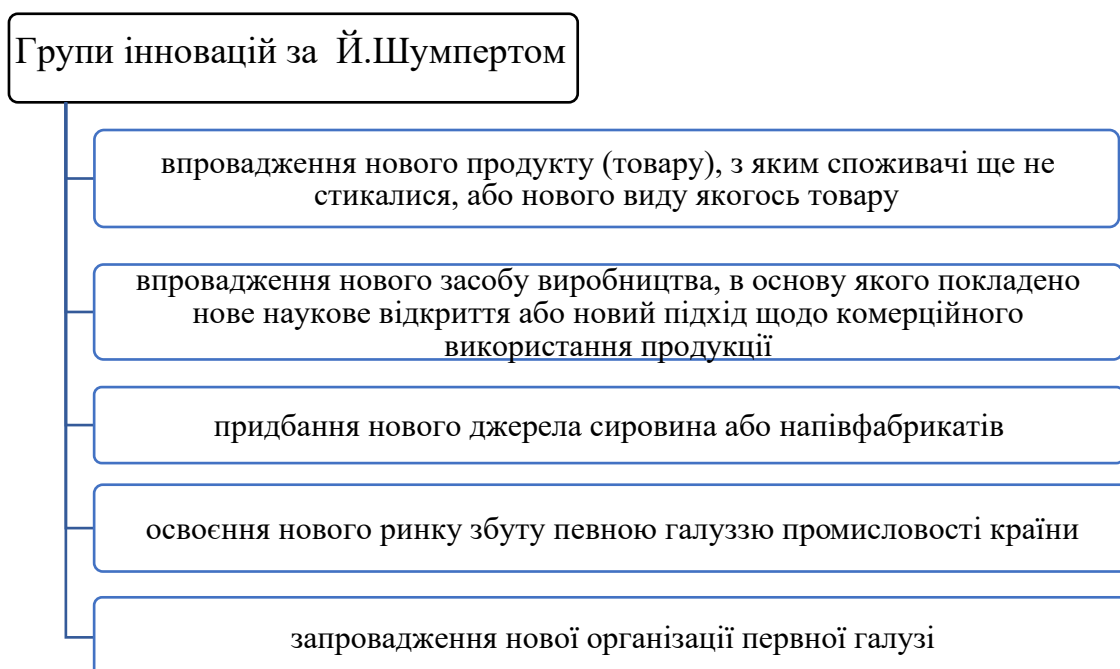 Групи інновацій за Й.Шумпертом
впровадження нового продукту (товару), з яким споживачі ще не
стикалися, або нового виду якогось товару
впровадження нового засобу виробництва, в основу якого покладено
нове наукове відкриття або новий підхід щодо комерційного
використання продукції
придбання нового джерела сировина або напівфабрикатів
освоєння нового ринку збуту певною галуззю промисловості країни
запровадження нової організації первної галузі